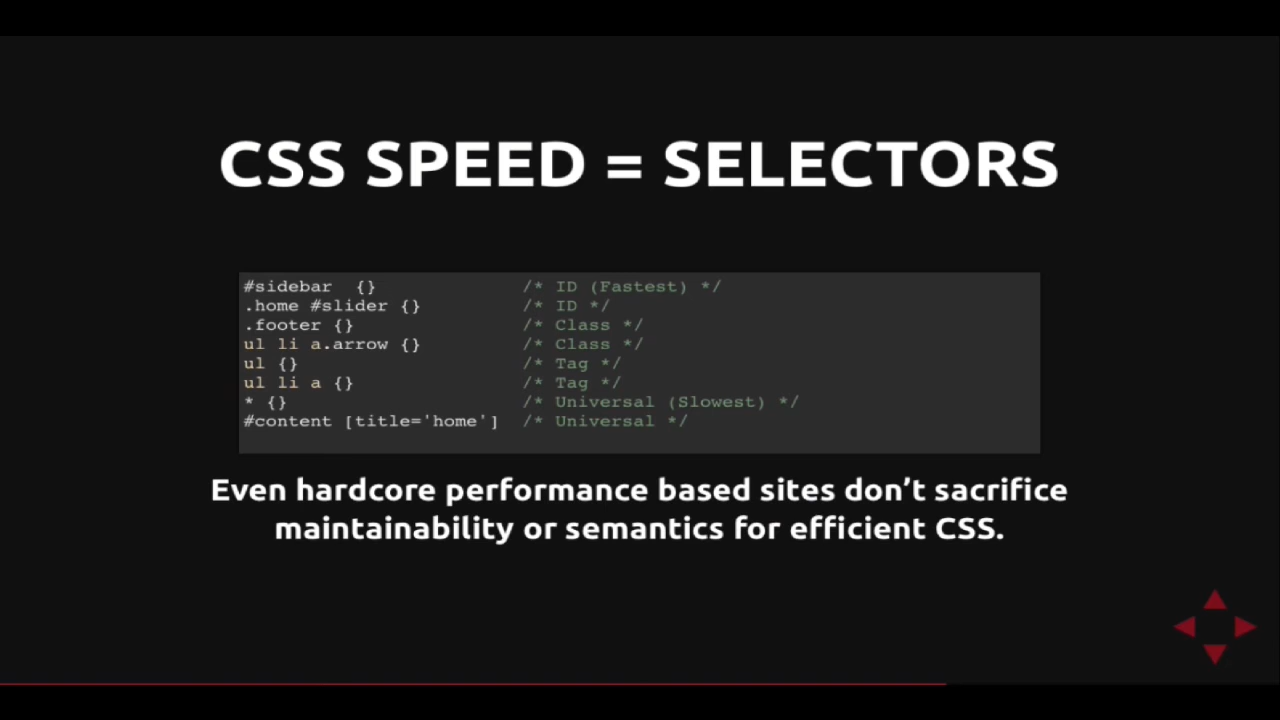 CSS SPEED = SELECTORS
#sidebar  {}              /* ID (Fastest) */
.home #slider {}          /* ID */
.footer {}                /* Class */
ul li a.arrow {}          /* Class */
ul {}                     /* Tag */
ul li a {}                /* Tag */
* {}                      /* Universal (Slowest) */
#content [title='home']   /* Universal */
Even hardcore performance based sites don’t sacrifice
maintainability or semantics for efficient CSS.